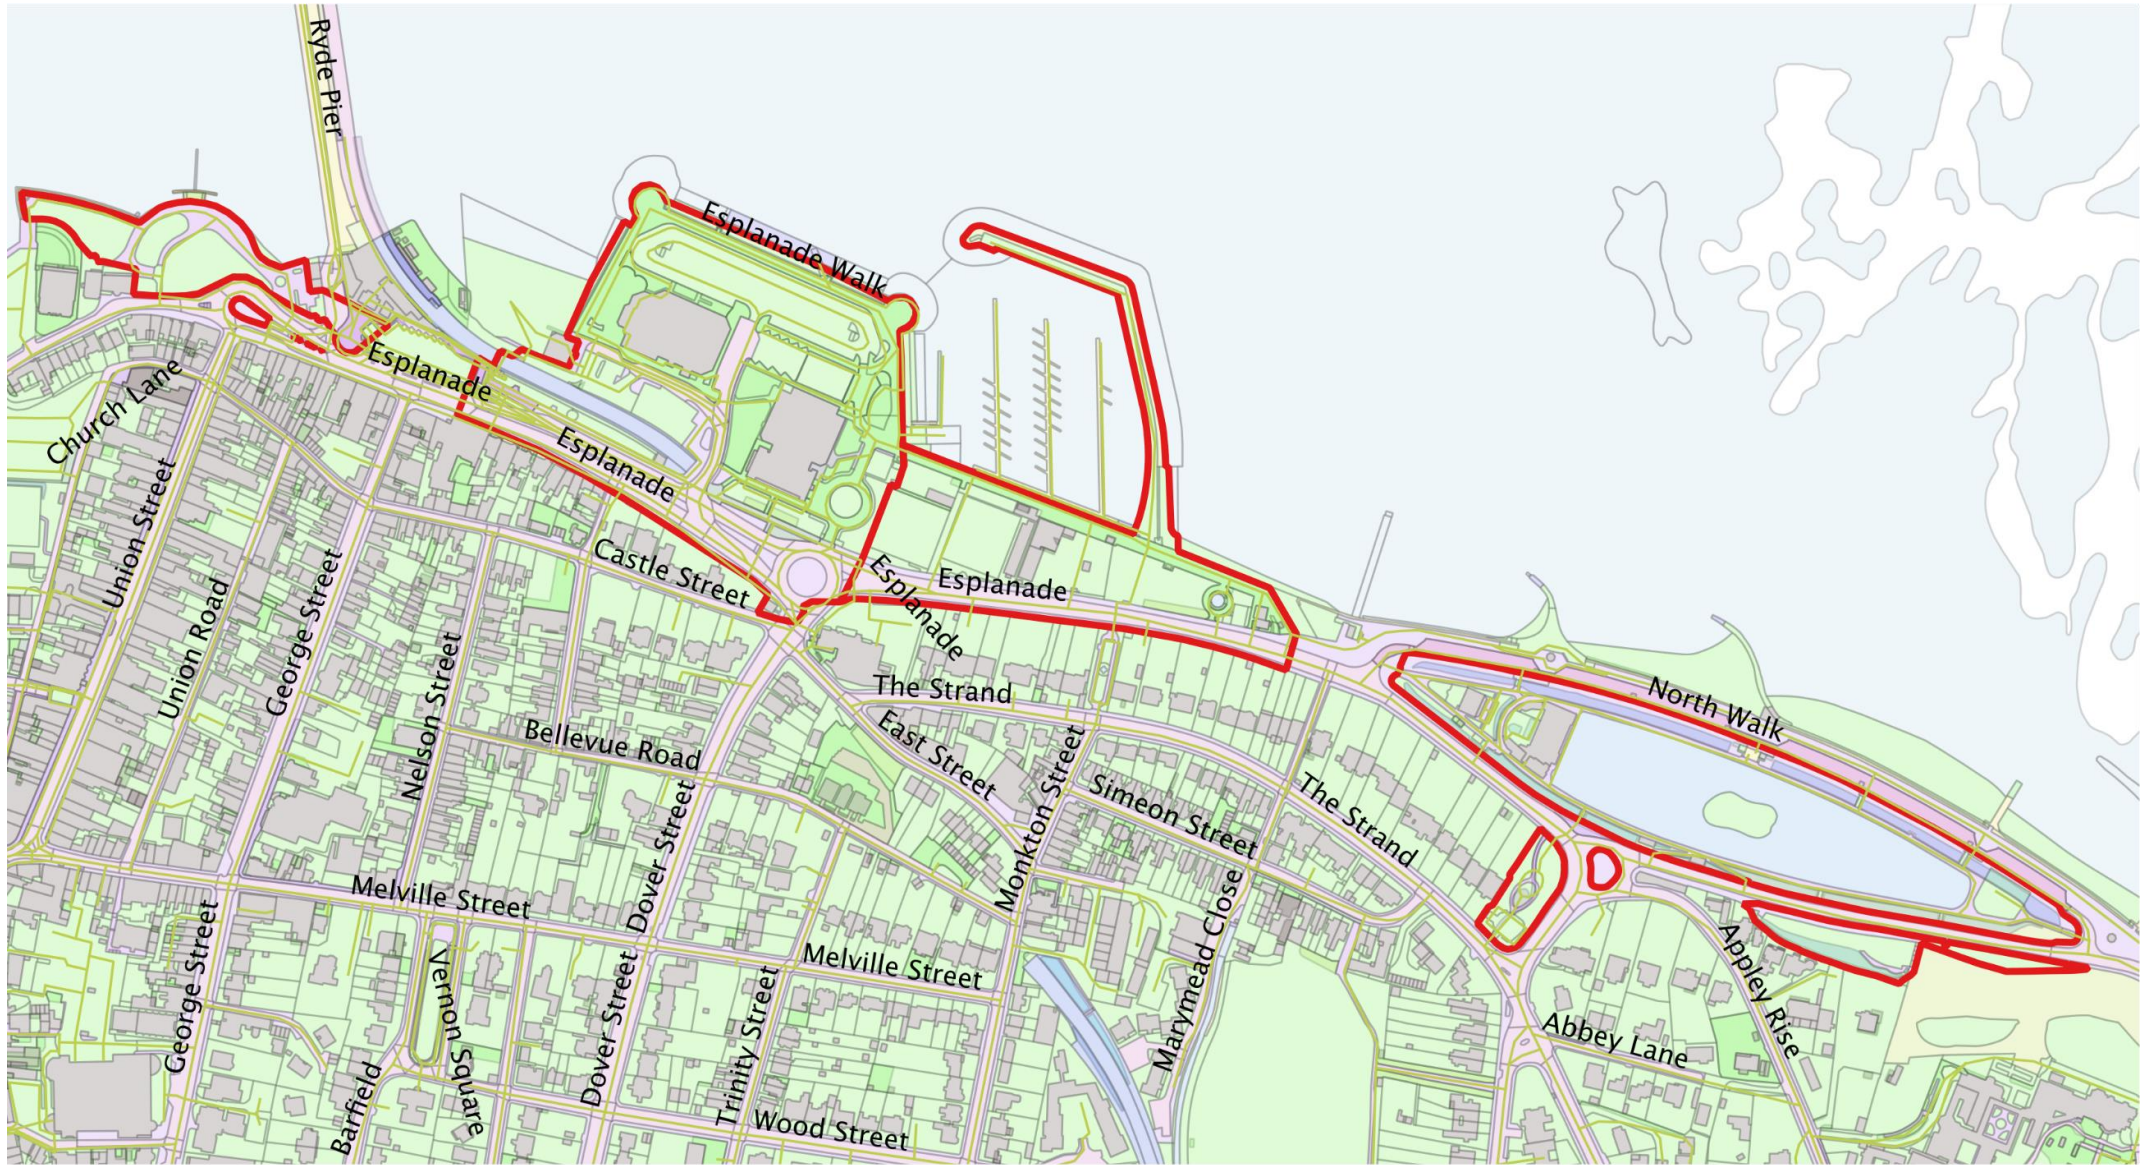 Ryde Pier
Esplanade Walk
Esplanade
Church Lane
Esplanade
Union Street
Castle Street
Esplanade
Esplanade
Union Road
George Street
Nelson Street
The Strand
North Walk
Bellevue Road
East Street
Monkton Street
Simeon Street
The Strand
Dover Street
Melville Street
George Street
Melville Street
Marymead Close
Vernon Square
Dover Street
Trinity Street
Appley Rise
Abbey Lane
Barfield
Wood Street